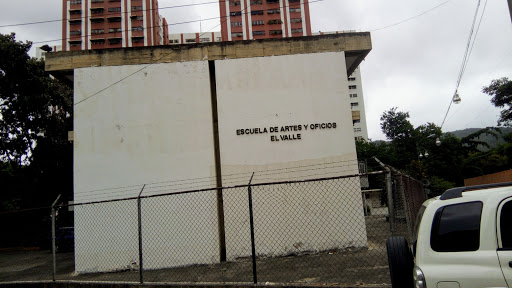 ESCUELA DE ARTES Y OFICIOS
EL VALLE